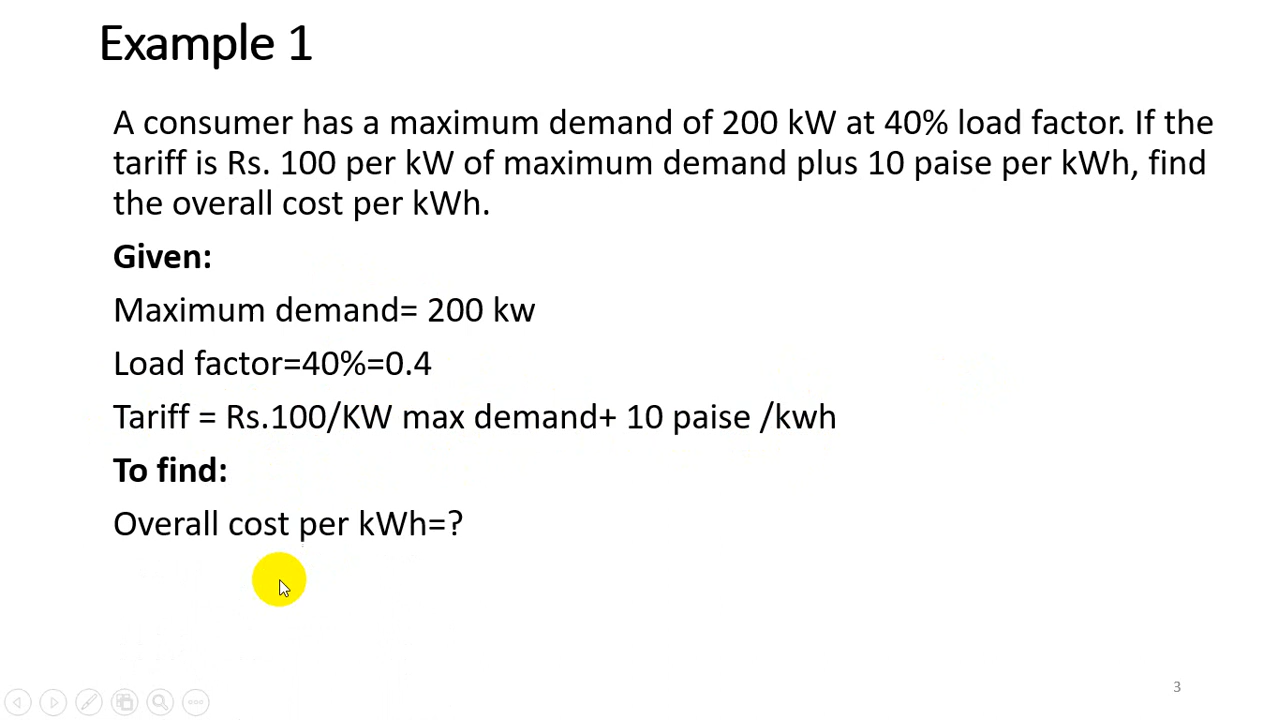 Example 1
A consumer has a maximum demand of 200 kW at 40% load factor. If the
tariff is Rs. 100 per kW of maximum demand plus 10 paise per kWh, find
the overall cost per kWh.
Given:
Maximum demand= 200 kw
Load factor=40%=0.4
Tariff = Rs.100/KW max demand+ 10 paise /kwh
To find:
Overall cost per kWh=?
3